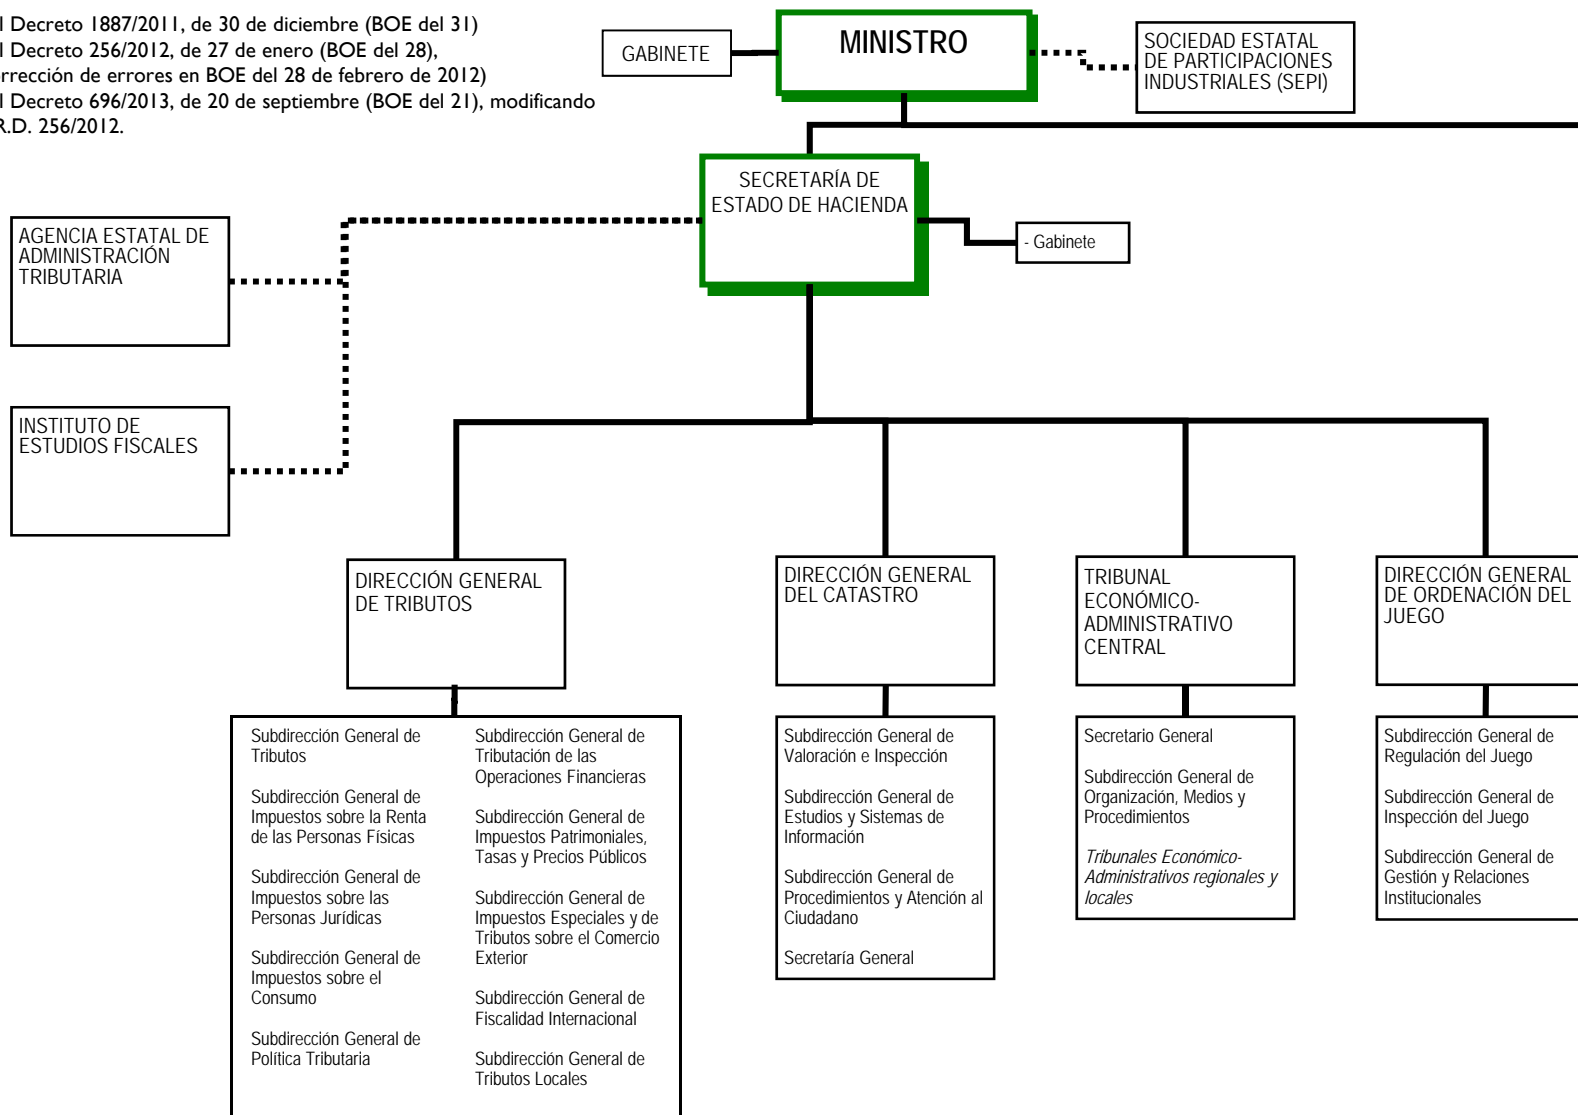 l Decreto 1887/2011, de 30 de diciembre (BOE del 31)
l Decreto 256/2012, de 27 de enero (BOE del 28),
orrección de errores en BOE del 28 de febrero de 2012)
l Decreto 696/2013, de 20 de septiembre (BOE del 21), modificando
R.D. 256/2012.
GABINETE
MINISTRO
SOCIEDAD ESTATAL
DE PARTICIPACIONES
INDUSTRIALES (SEPI)
SECRETARÍA DE
ESTADO DE HACIENDA
- Gabinete
AGENCIA ESTATAL DE
ADMINISTRACIÓN
TRIBUTARIA
INSTITUTO DE
ESTUDIOS FISCALES
DIRECCIÓN GENERAL
DE TRIBUTOS
DIRECCIÓN GENERAL
DEL CATASTRO
TRIBUNAL
ECONÓMICO-
ADMINISTRATIVO
CENTRAL
DIRECCIÓN GENERAL
DE ORDENACIÓN DEL
JUEGO
Subdirección General de
Tributos
Subdirección General de
Impuestos sobre la Renta
de las Personas Físicas
Subdirección General de
Impuestos sobre las
Personas Jurídicas
Subdirección General de
Impuestos sobre el
Consumo
Subdirección General de
Política Tributaria
Subdirección General de
Tributación de las
Operaciones Financieras
Subdirección General de
Impuestos Patrimoniales,
Tasas y Precios Públicos
Subdirección General de
Impuestos Especiales y de
Tributos sobre el Comercio
Exterior
Subdirección General de
Fiscalidad Internacional
Subdirección General de
Tributos Locales
Subdirección General de
Valoración e Inspección
Subdirección General de
Estudios y Sistemas de
Información
Subdirección General de
Procedimientos y Atención al
Ciudadano
Secretaría General
Secretario General
Subdirección General de
Organización, Medios y
Procedimientos
Tribunales Económico-
Administrativos regionales y
locales
Subdirección General de
Regulación del Juego
Subdirección General de
Inspección del Juego
Subdirección General de
Gestión y Relaciones
Institucionales